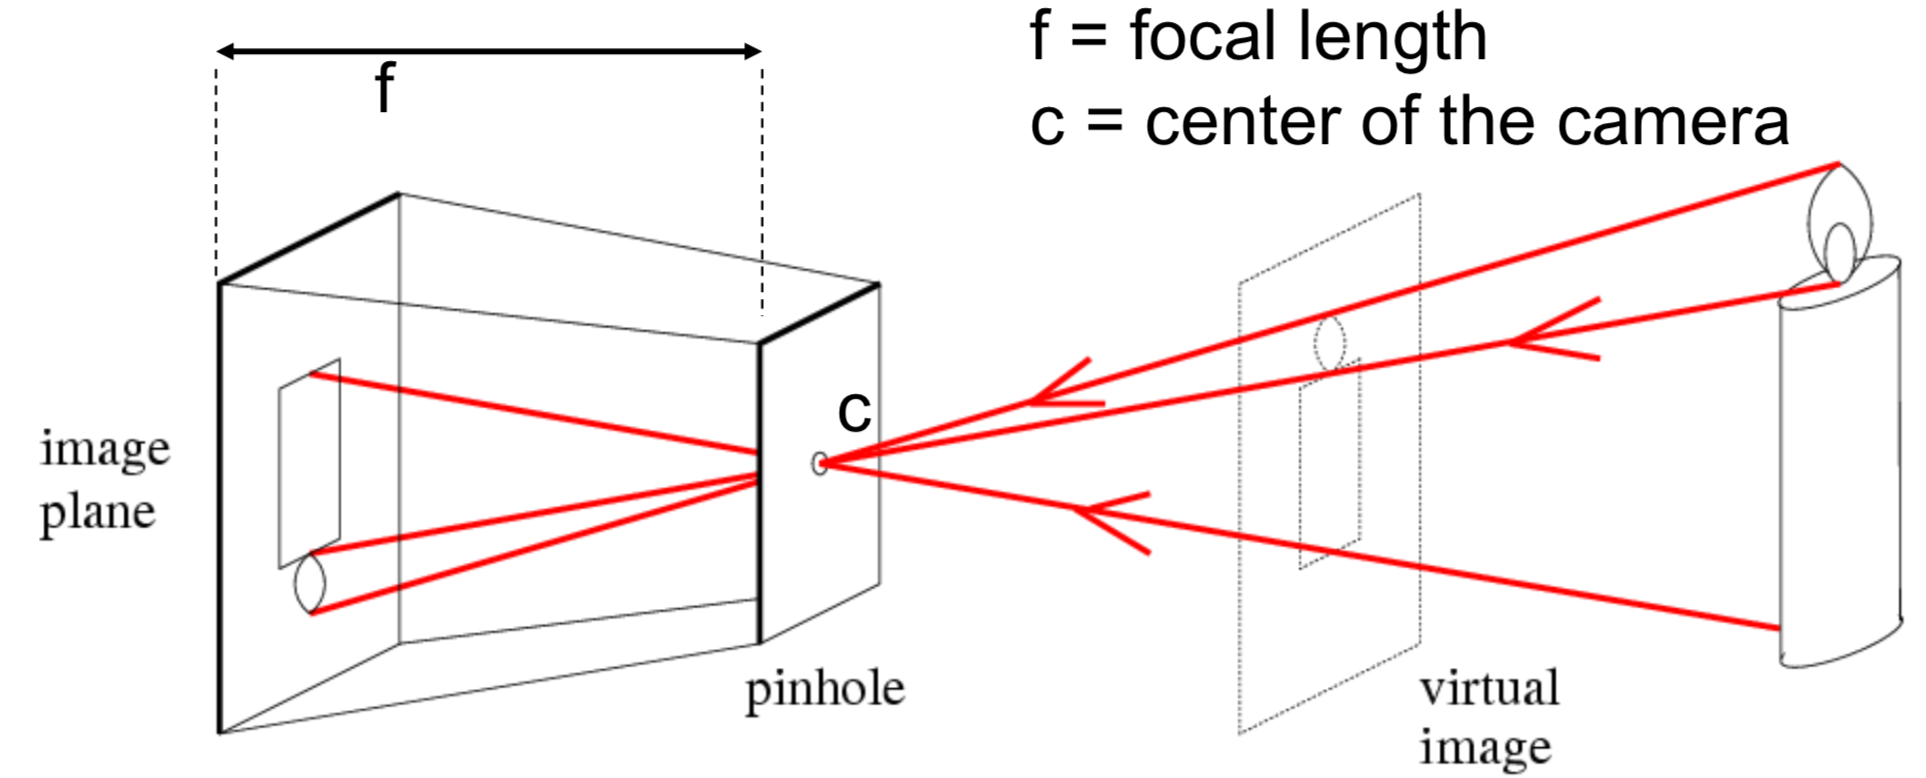 f = focal length
c = center of the camera
f
c
image
plane
pinhole
virtual
image